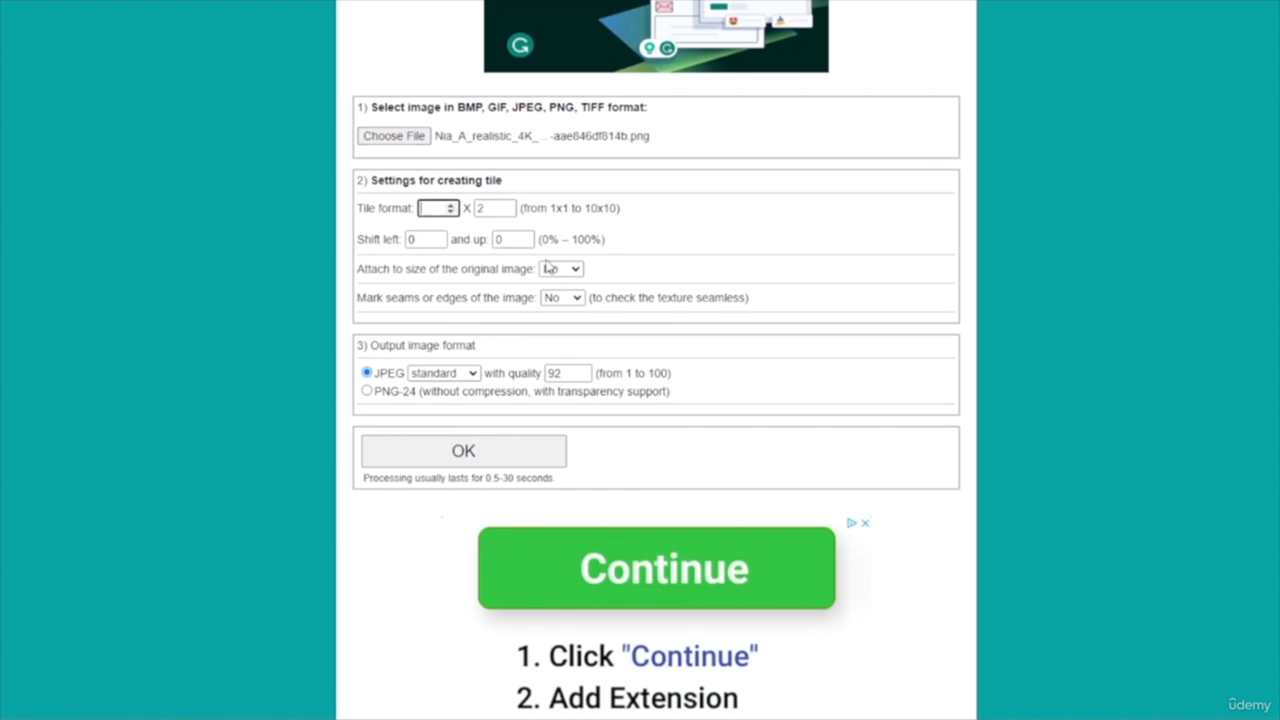 1) Select image in BMP, GIF, JPEG, PNG, TIFF format:
Choose File Nia_A_realistic_4K_...-aae846df814b.png
2) Settings for creating tile
Tile format: X 2 (from 1x1 to 10x10)
Shift left: 0 and up: 0 (0% – 100%)
Attach to size of the original image:
Mark seams or edges of the image: No (to check the texture seamless)
3) Output image format
JPEG standard with quality 92 (from 1 to 100)
PNG-24 (without compression, with transparency support)
OK
Processing usually lasts for 0.5-30 seconds.
Continue
1. Click "Continue"
2. Add Extension
ûdemy